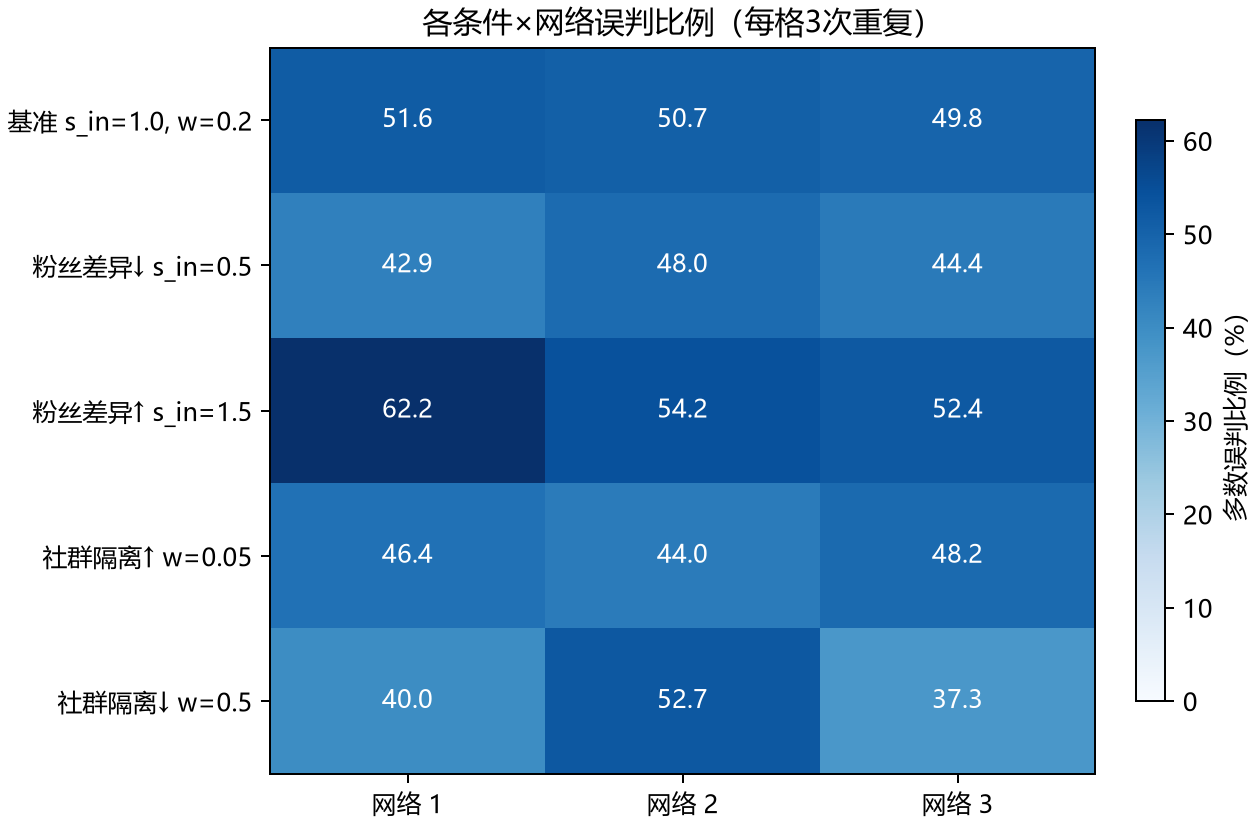 各条件×网络误判比例（每格3次重复）
基准 s_in=1.0, w=0.2
51.6
50.7
49.8
粉丝差异↓ s_in=0.5
42.9
48.0
44.4
粉丝差异↑ s_in=1.5
62.2
54.2
52.4
社群隔离↑ w=0.05
46.4
44.0
48.2
社群隔离↓ w=0.5
40.0
52.7
37.3
网络 1
网络 2
网络 3
60
50
40
30
20
10
0
多数误判比例（%）